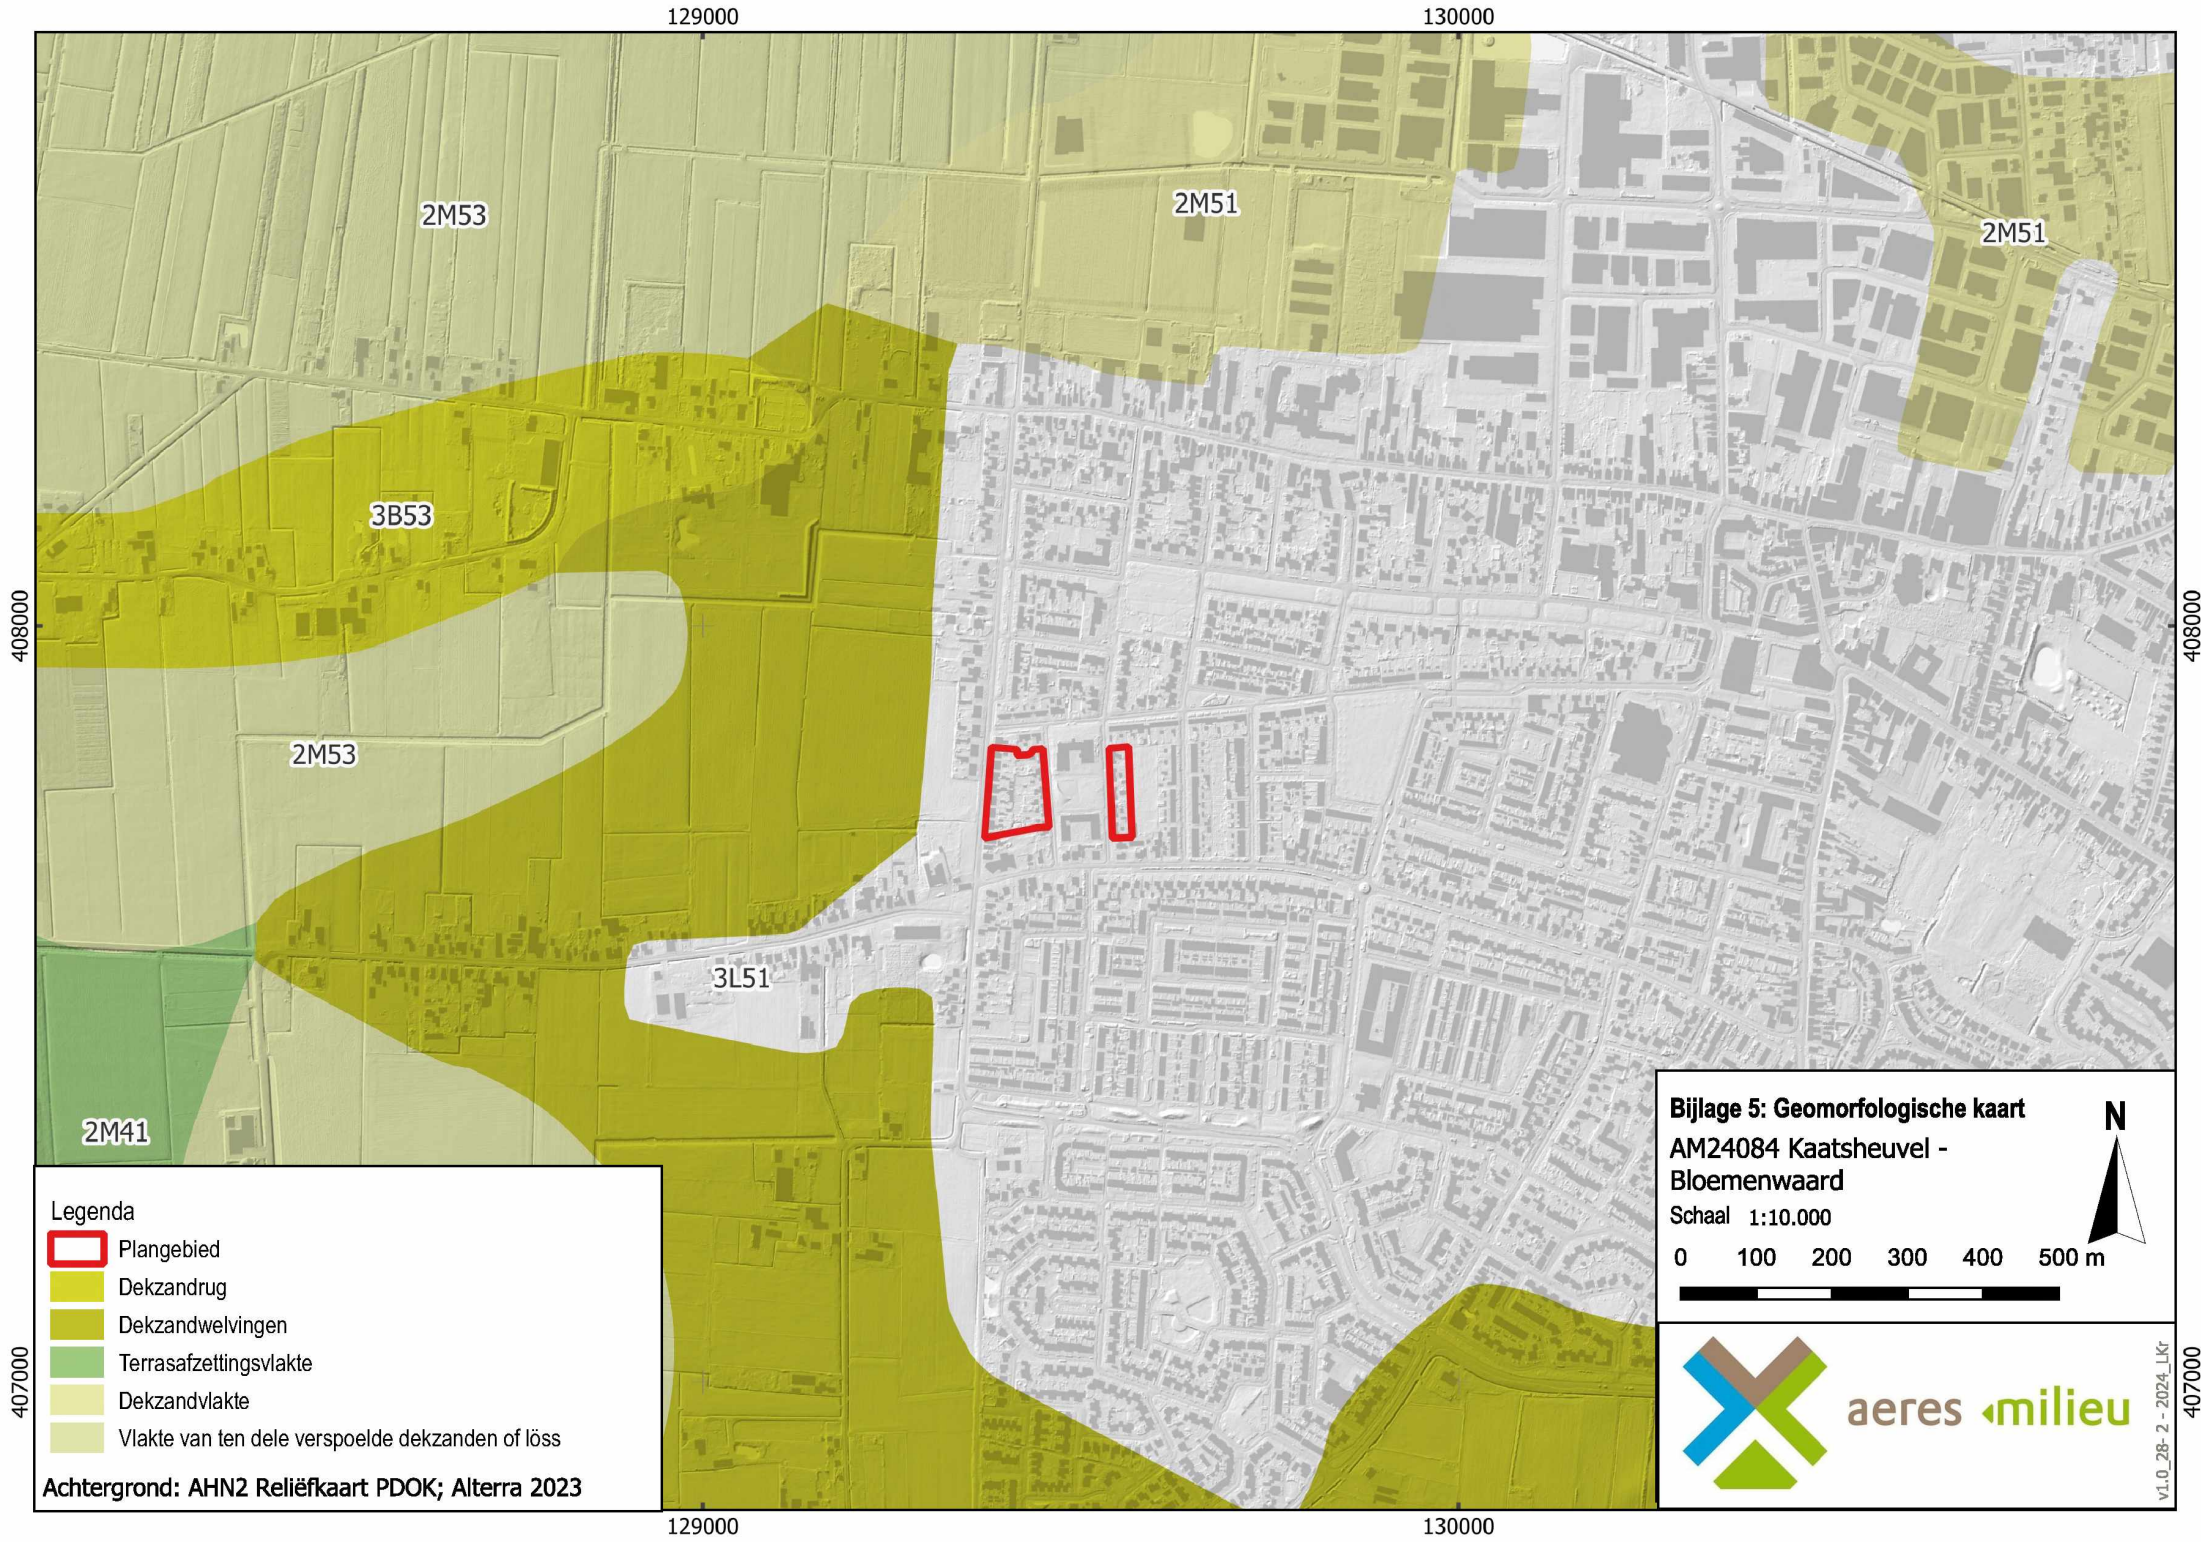 129000
130000
2M53
2M51
2M51
3B53
408000
408000
2M53
3L51
2M41
Bijlage 5: Geomorfologische kaart
AM24084 Kaatsheuvel -
Bloemenwaard
Schaal 1:10.000
N
0 100 200 300 400 500 m
Legenda
Plangebied
Dekzandrug
Dekzandwelvingen
Terrasafzettingsvlakte
Dekzandvlakte
Vlakte van ten dele verspoelde dekzanden of löss
Achtergrond: AHN2 Reliëfkaart PDOK; Alterra 2023
407000
407000
aeres milieu
v1.0_28- 2 - 2024_LKr
129000
130000